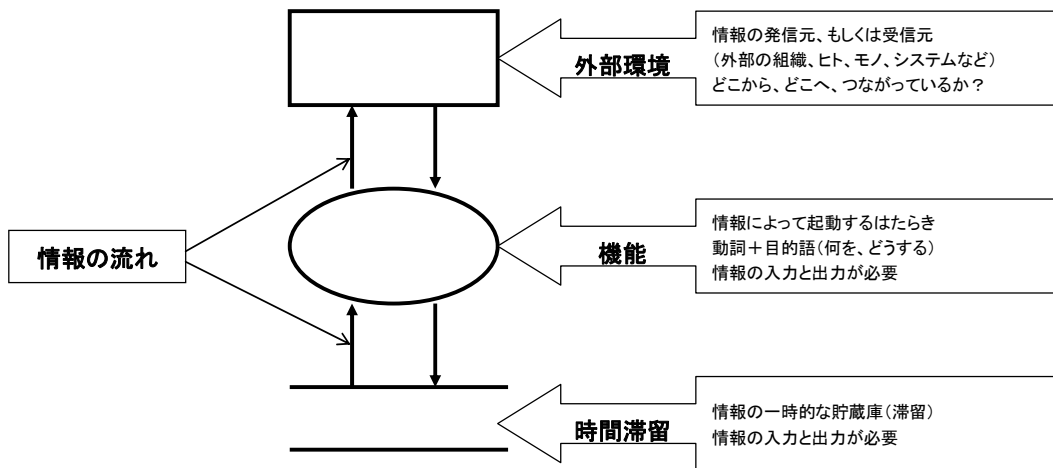 情報の発信元、もしくは受信元
(外部の組織、ヒト、モノ、システムなど)
どこから、どこへ、つながっているか?
外部環境
情報によって起動するはたらき
動詞+目的語(何を、どうする)
情報の入力と出力が必要
機能
情報の流れ
情報の一時的な貯蔵庫(滞留)
情報の入力と出力が必要
時間滞留